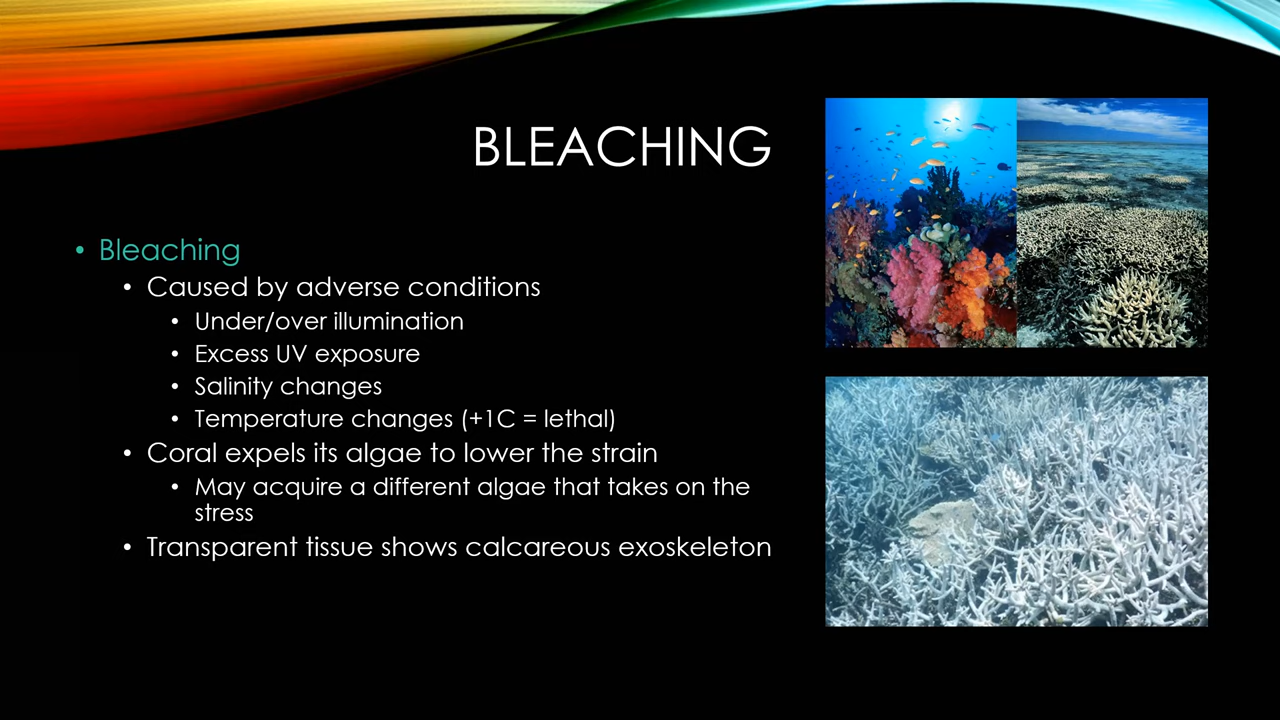 BLEACHING
• Bleaching
• Caused by adverse conditions
• Under/over illumination
• Excess UV exposure
• Salinity changes
• Temperature changes (+1C = lethal)
• Coral expels its algae to lower the strain
• May acquire a different algae that takes on the
stress
• Transparent tissue shows calcareous exoskeleton